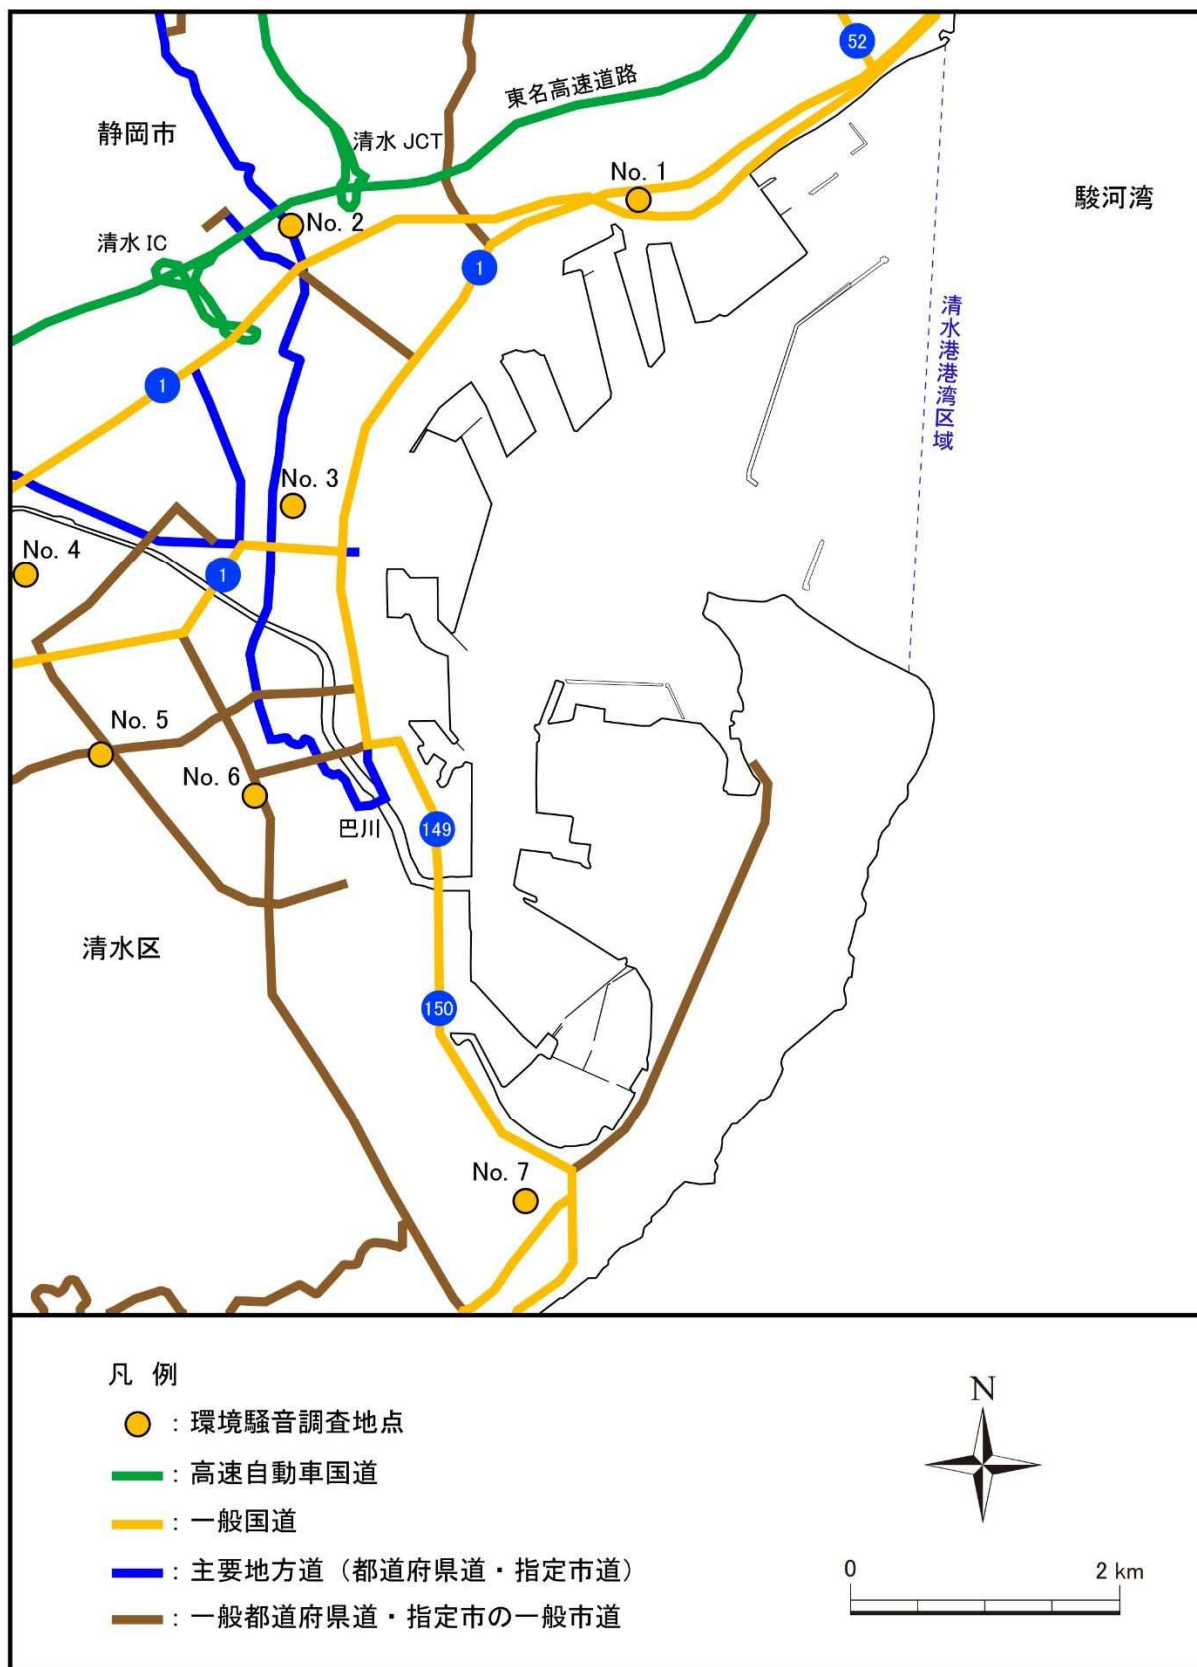 52
東名高速道路
静岡市
清水 JCT
No. 1
駿河湾
No. 2
清水 IC
1
清水港港湾区域
1
No. 3
No. 4
1
No. 5
No. 6
巴川
149
清水区
150
No. 7
凡 例
：環境騒音調査地点
：高速自動車国道
：一般国道
：主要地方道（都道府県道・指定市道）
：一般都道府県道・指定市の一般市道
N
0 2 km